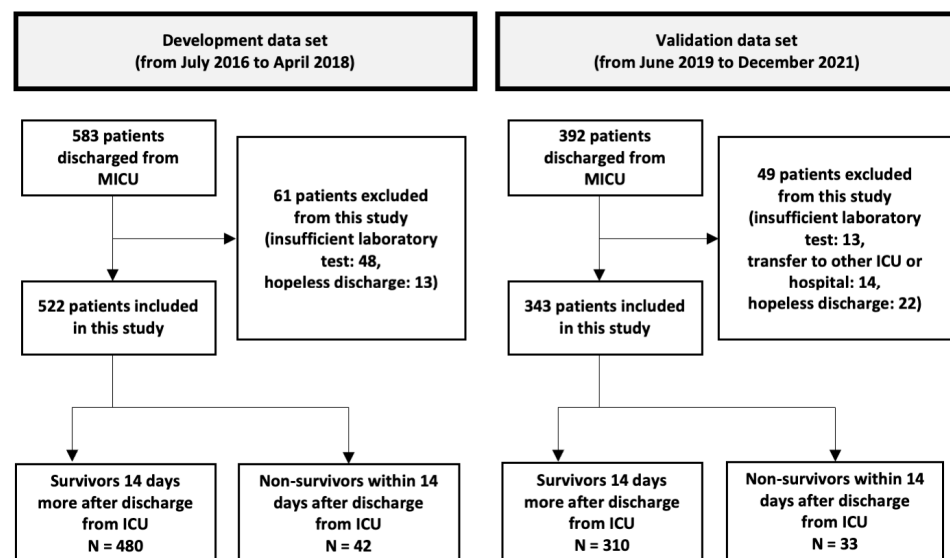 Development data set
(from July 2016 to April 2018)
583 patients
discharged from
MICU
61 patients excluded
from this study
(insufficient laboratory
test: 48,
hopeless discharge: 13)
522 patients included
in this study
Survivors 14 days
more after discharge
from ICU
N = 480
Non-survivors within 14
days after discharge
from ICU
N = 42
Validation data set
(from June 2019 to December 2021)
392 patients
discharged from
MICU
49 patients excluded
from this study
(insufficient laboratory
test: 13,
transfer to other ICU or
hospital: 14,
hopeless discharge: 22)
343 patients included
in this study
Survivors 14 days
more after discharge
from ICU
N = 310
Non-survivors within 14
days after discharge
from ICU
N = 33